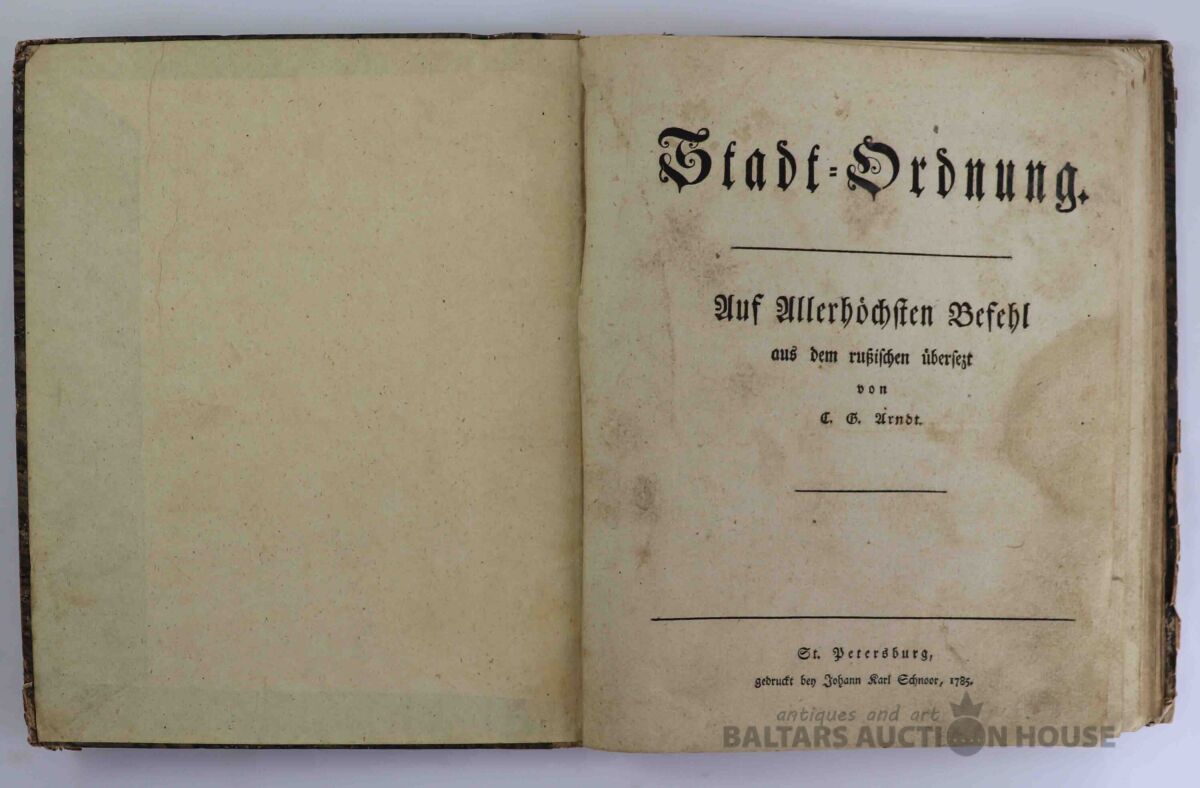 Stadt=Ordnung.
Auf Allerhöchsten Befehl
aus dem rußischen übersezt
von
C. G. Arndt.
St. Petersburg,
gedruckt bey Johann Karl Schnoor, 1785.
antiques and art
BALTARS AUCTION HOUSE